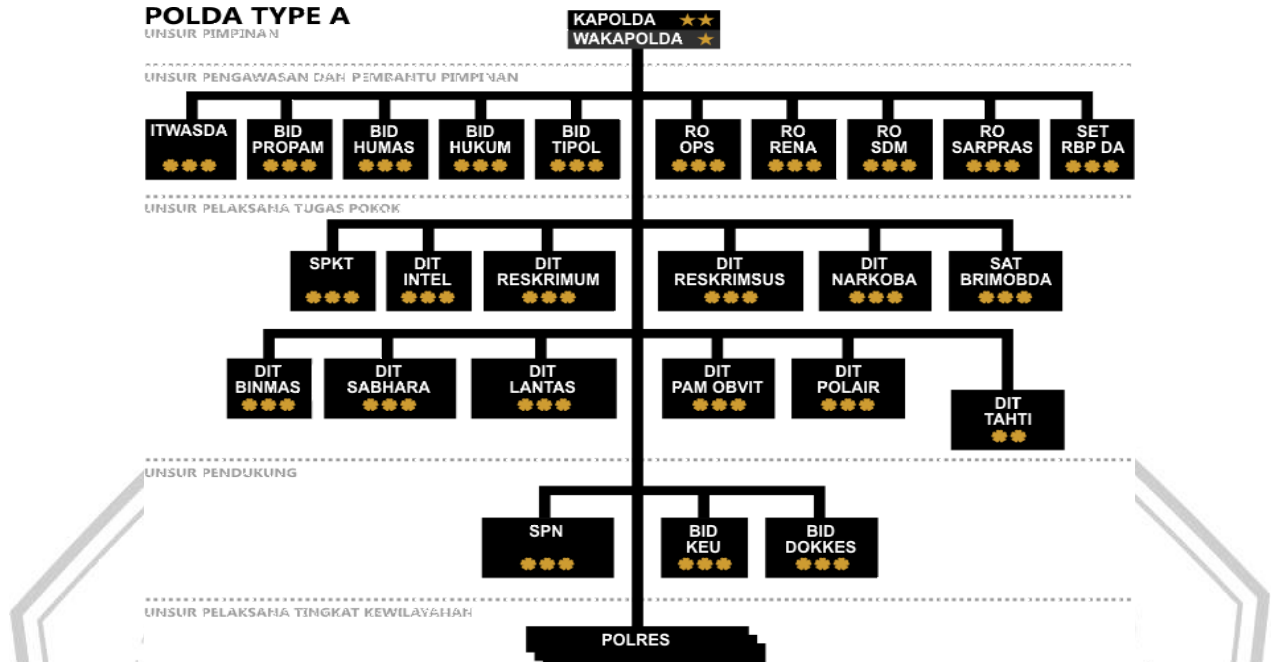 POLDA TYPE A
UNSUR PIMPINAN
KAPOLDA
WAKAPOLDA
UNSUR PENGAWASAN DAN PEMBANTU PIMPINAN
ITWASDA
BID
PROPAM
BID
HUMAS
BID
HUKUM
BID
TIPOL
RO
OPS
RO
RENA
RO
SDM
RO
SARPRAS
SET
RBP DA
UNSUR PELAKSANA TUGAS POKOK
SPKT
DIT
INTEL
DIT
RESKRIMUM
DIT
RESKRIMSUS
DIT
NARKOBA
SAT
BRIMOBDA
DIT
BINMAS
DIT
SABHARA
DIT
LANTAS
DIT
PAM OBVIT
DIT
POLAIR
DIT
TAHTI
UNSUR PENDUKUNG
SPN
BID
KEU
BID
DOKKES
UNSUR PELAKSANA TINGKAT KEWILAYAHAN
POLRES